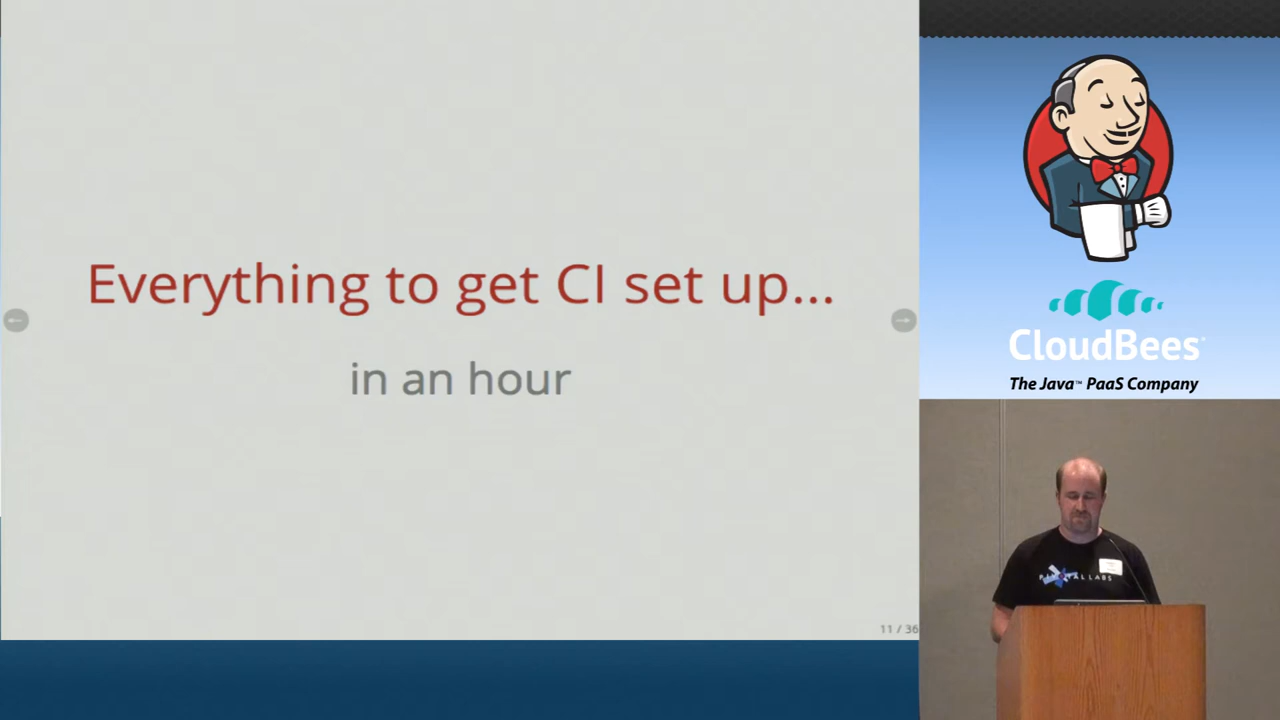 Everything to get CI set up...
in an hour
11 / 36
CloudBees
The Java™ PaaS Company